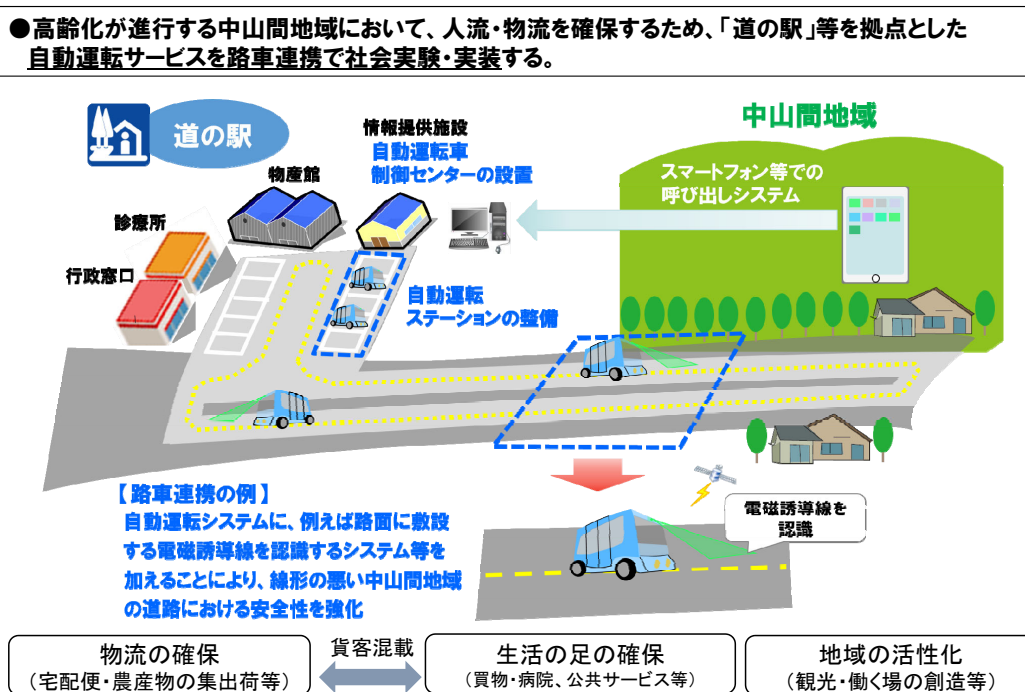 ●高齢化が進行する中山間地域において、人流・物流を確保するため、「道の駅」等を拠点とした
自動運転サービスを路車連携で社会実験・実装する。
道の駅
情報提供施設
自動運転車
制御センターの設置
中山間地域
スマートフォン等での
呼び出しシステム
物産館
診療所
行政窓口
自動運転
ステーションの整備
【路車連携の例】
自動運転システムに、例えば路面に敷設
する電磁誘導線を認識するシステム等を
加えることにより、線形の悪い中山間地域
の道路における安全性を強化
電磁誘導線を
認識
物流の確保
（宅配便・農産物の集出荷等）
貨客混載
生活の足の確保
（買物・病院、公共サービス等）
地域の活性化
（観光・働く場の創造等）